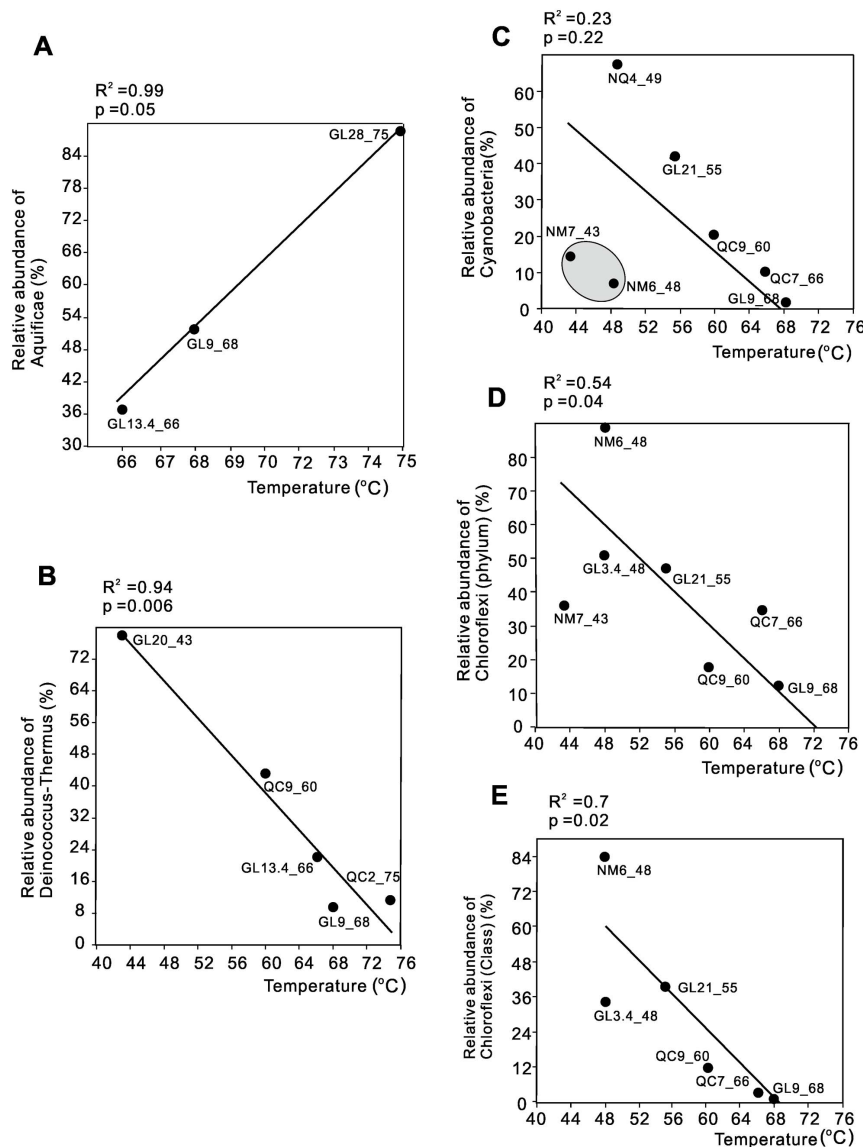 A
R² =0.99
p=0.05
Relative abundance of
Aquificae (%)
84
78
72
66
60
54
48
42
36
30
GL28_75
GL9_68
GL13.4_66
66 68 69 70 71 72 73 74 75
Temperature (°C)
B
R² =0.94
p=0.006
Relative abundance of
Deinococcus-Thermus (%)
72
64
56
48
40
32
24
16
8
0
GL20_43
QC9_60
GL13.4_66
QC2_75
GL9_68
40 44 48 52 56 60 64 68 72 76
Temperature (°C)
C
R² =0.23
p=0.22
Relative abundance of
Cyanobacteria(%)
60
50
40
30
20
10
0
NQ4_49
GL21_55
NM7_43
QC9_60
NM6_48
QC7_66
GL9_68
40 44 48 52 56 60 64 68 72 76
Temperature (°C)
D
R² =0.54
p=0.04
Relative abundance of
Chloroflexi (phylum) (%)
80
70
60
50
40
30
20
10
0
NM6_48
GL3.4_48
GL21_55
NM7_43
QC7_66
QC9_60
GL9_68
40 44 48 52 56 60 64 68 72 76
Temperature (°C)
E
R² =0.7
p=0.02
Relative abundance of
Chloroflexi (Class) (%)
84
72
60
48
36
24
12
0
NM6_48
GL21_55
GL3.4_48
QC9_60
QC7_66
GL9_68
40 44 48 52 56 60 64 68 72 76
Temperature (°C)